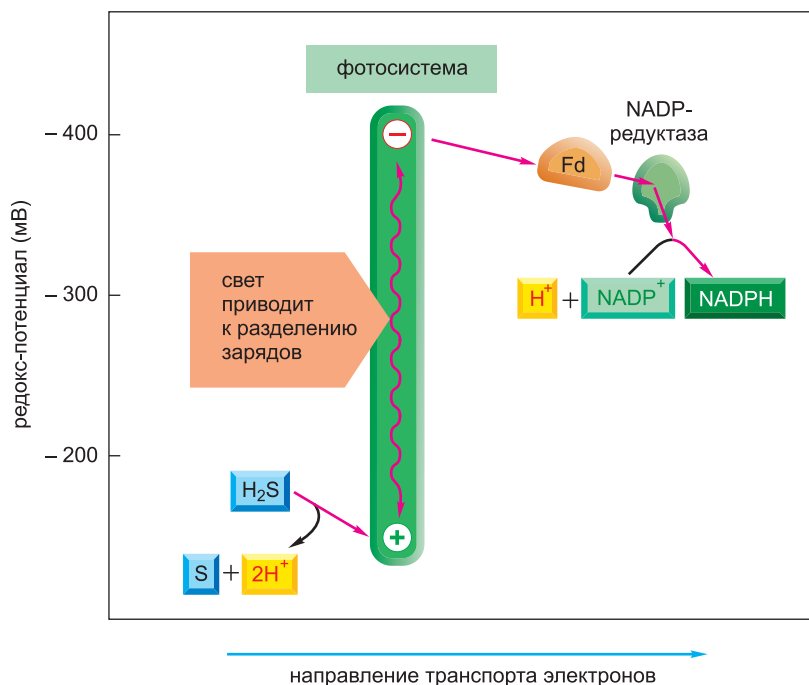 фотосистема
NADP-
редуктаза
– 400
Fd
редокс-потенциал (мВ)
свет
приводит
к разделению
зарядов
– 300
H⁺ + NADP⁺ NADPH
– 200
H₂S
S + 2H⁺
направление транспорта электронов